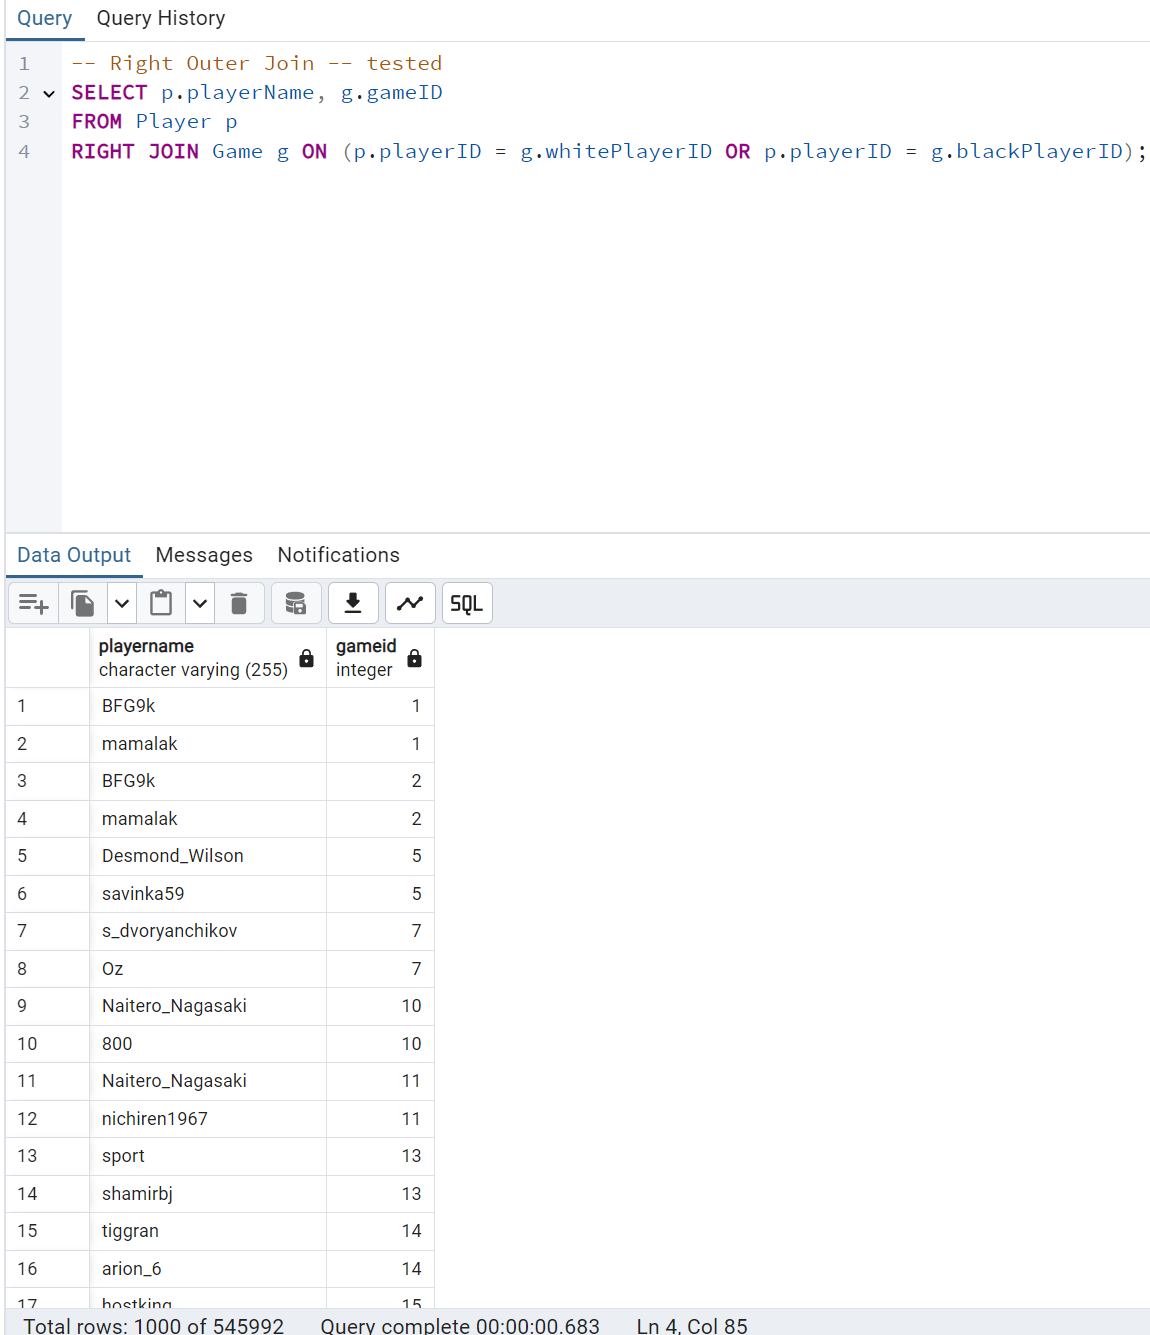 Query Query History
1 -- Right Outer Join -- tested
2 SELECT p.playerName, g.gameID
3 FROM Player p
4 RIGHT JOIN Game g ON (p.playerID = g.whitePlayerID OR p.playerID = g.blackPlayerID);
Data Output Messages Notifications
SQL
playername gameid
character varying (255) integer
1 BFG9k 1
2 mamalak 1
3 BFG9k 2
4 mamalak 2
5 Desmond_Wilson 5
6 savinka59 5
7 s_dvoryanchikov 7
8 Oz 7
9 Naitero_Nagasaki 10
10 800 10
11 Naitero_Nagasaki 11
12 nichiren1967 11
13 sport 13
14 shamirbj 13
15 tiggran 14
16 arion_6 14
17 hostking 15
Total rows: 1000 of 545992 Query complete 00:00:00.683 Ln 4, Col 85